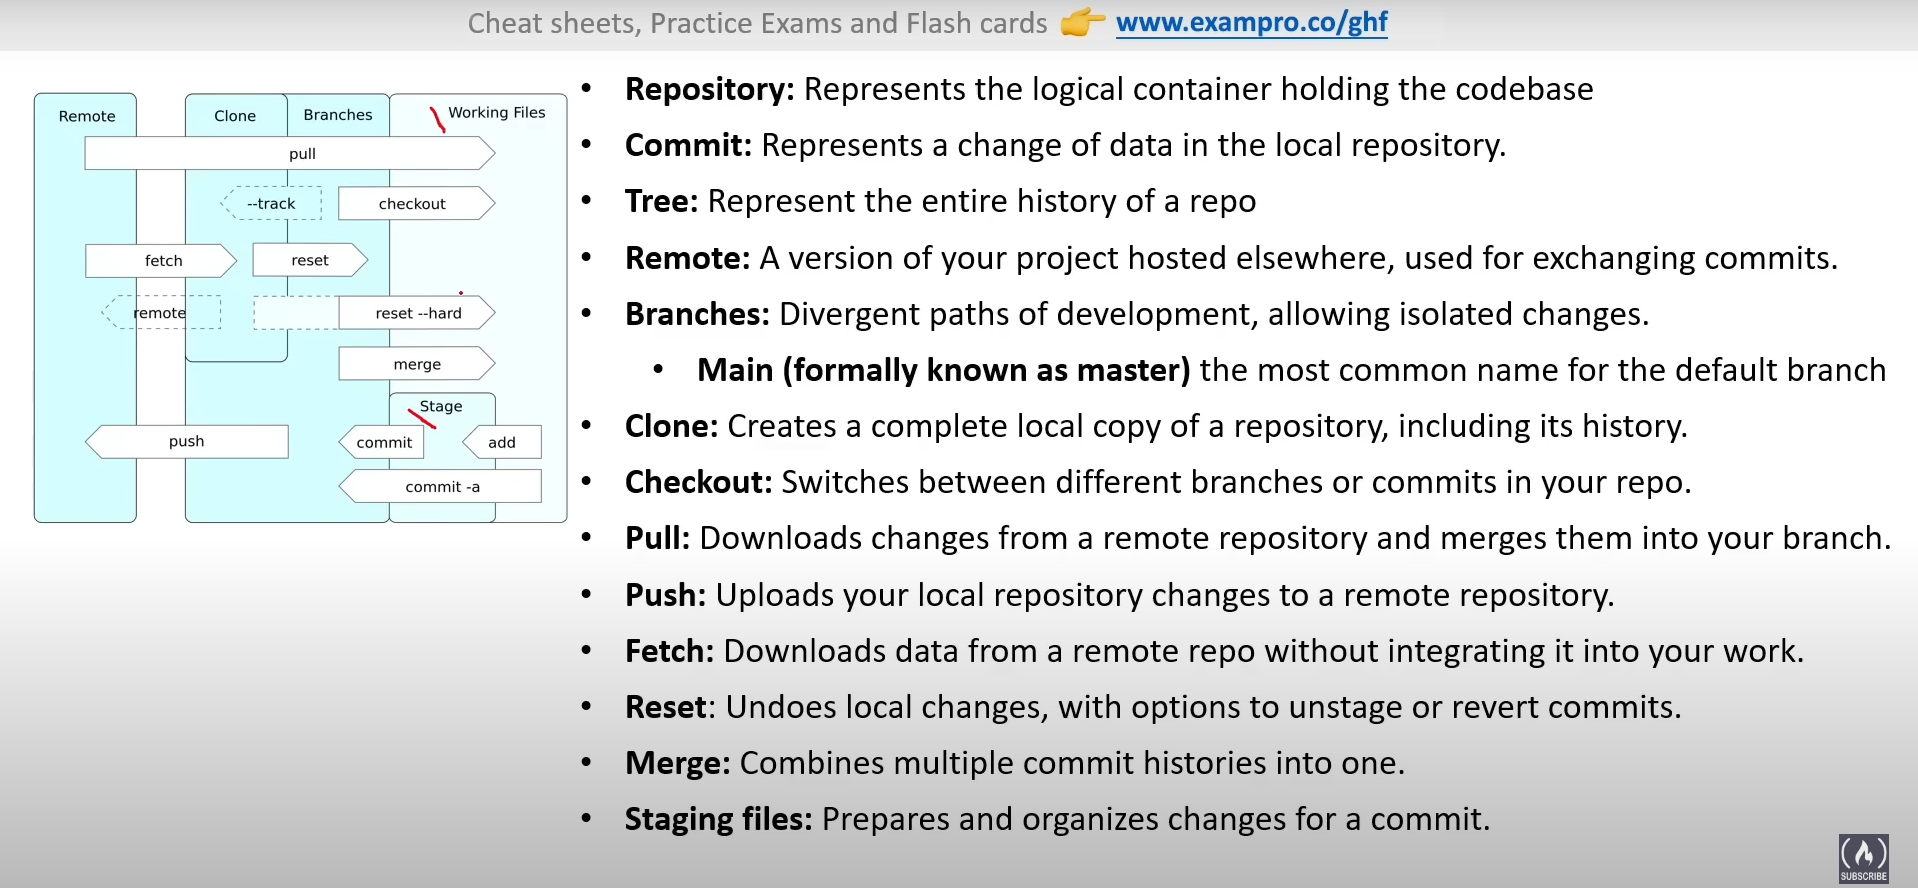 Cheat sheets, Practice Exams and Flash cards 👉 www.exampro.co/ghf
Remote
Clone
Branches
Working Files
pull
--track
checkout
fetch
reset
remote
reset --hard
merge
Stage
push
commit
add
commit -a
• Repository: Represents the logical container holding the codebase
• Commit: Represents a change of data in the local repository.
• Tree: Represent the entire history of a repo
• Remote: A version of your project hosted elsewhere, used for exchanging commits.
• Branches: Divergent paths of development, allowing isolated changes.
• Main (formally known as master) the most common name for the default branch
• Clone: Creates a complete local copy of a repository, including its history.
• Checkout: Switches between different branches or commits in your repo.
• Pull: Downloads changes from a remote repository and merges them into your branch.
• Push: Uploads your local repository changes to a remote repository.
• Fetch: Downloads data from a remote repo without integrating it into your work.
• Reset: Undoes local changes, with options to unstage or revert commits.
• Merge: Combines multiple commit histories into one.
• Staging files: Prepares and organizes changes for a commit.
SUBSCRIBE